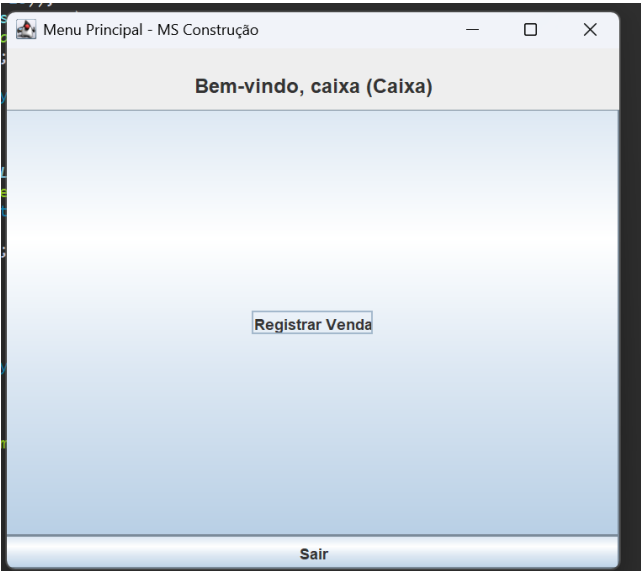 Menu Principal - MS Construção
Bem-vindo, caixa (Caixa)
Registrar Venda
Sair